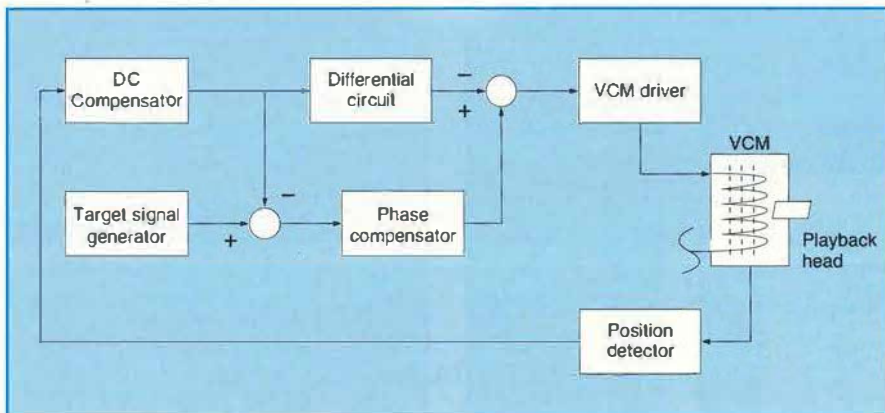 DC
Compensator
Differential
circuit
−
+
VCM driver
VCM
Target signal
generator
+
−
Phase
compensator
Playback
head
Position
detector